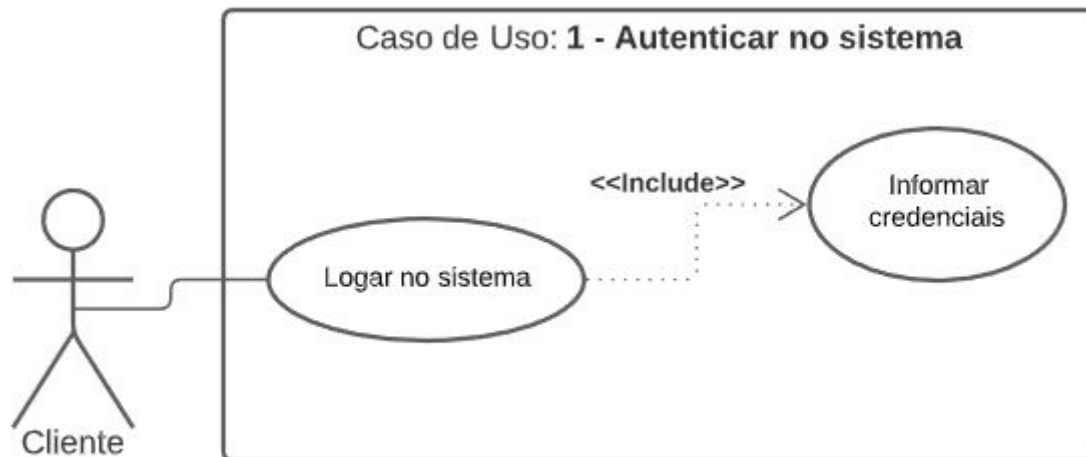 Caso de Uso: 1 - Autenticar no sistema
<<Include>>
Informar
credenciais
Logar no sistema
Cliente